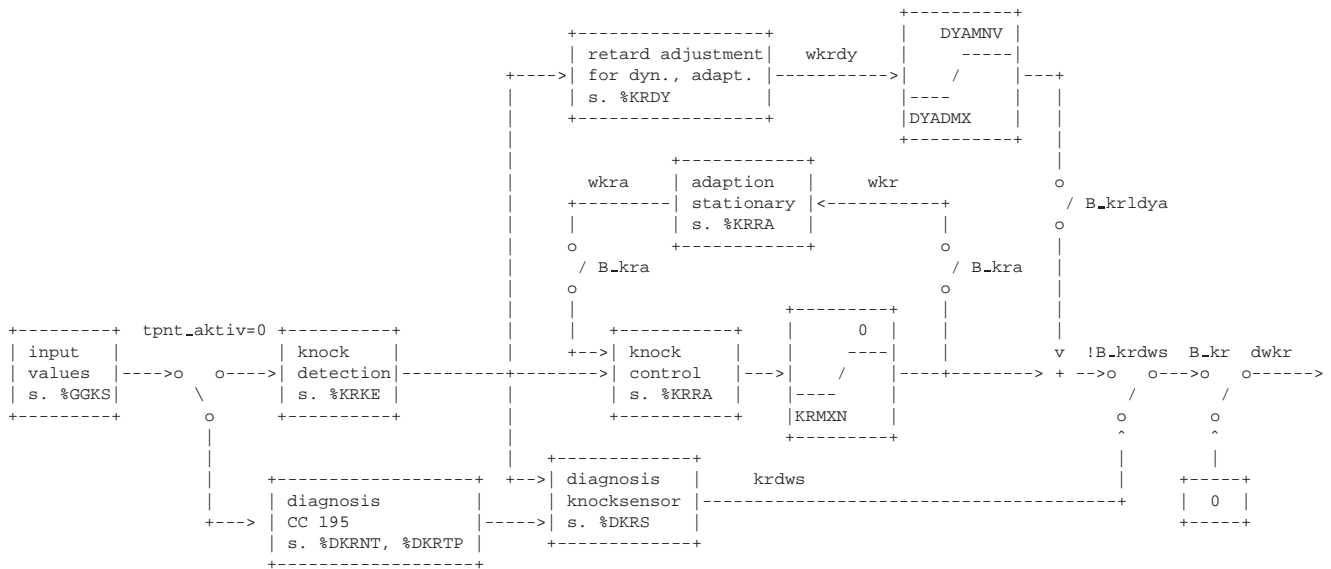 DYAMNV
retard adjustment
for dyn., adapt.
s. %KRDY
wkrdy
DYADMX
wkra
adaption
stationary
s. %KRRA
wkr
B_krldya
B_kra
B_kra
tpnt_aktiv=0
input
values
s. %GGKS
knock
detection
s. %KRKE
knock
control
s. %KRRA
0
KRMXN
!B_krdws
B_kr
dwkr
diagnosis
CC 195
s. %DKRNT, %DKRTP
diagnosis
knocksensor
s. %DKRS
krdws
0